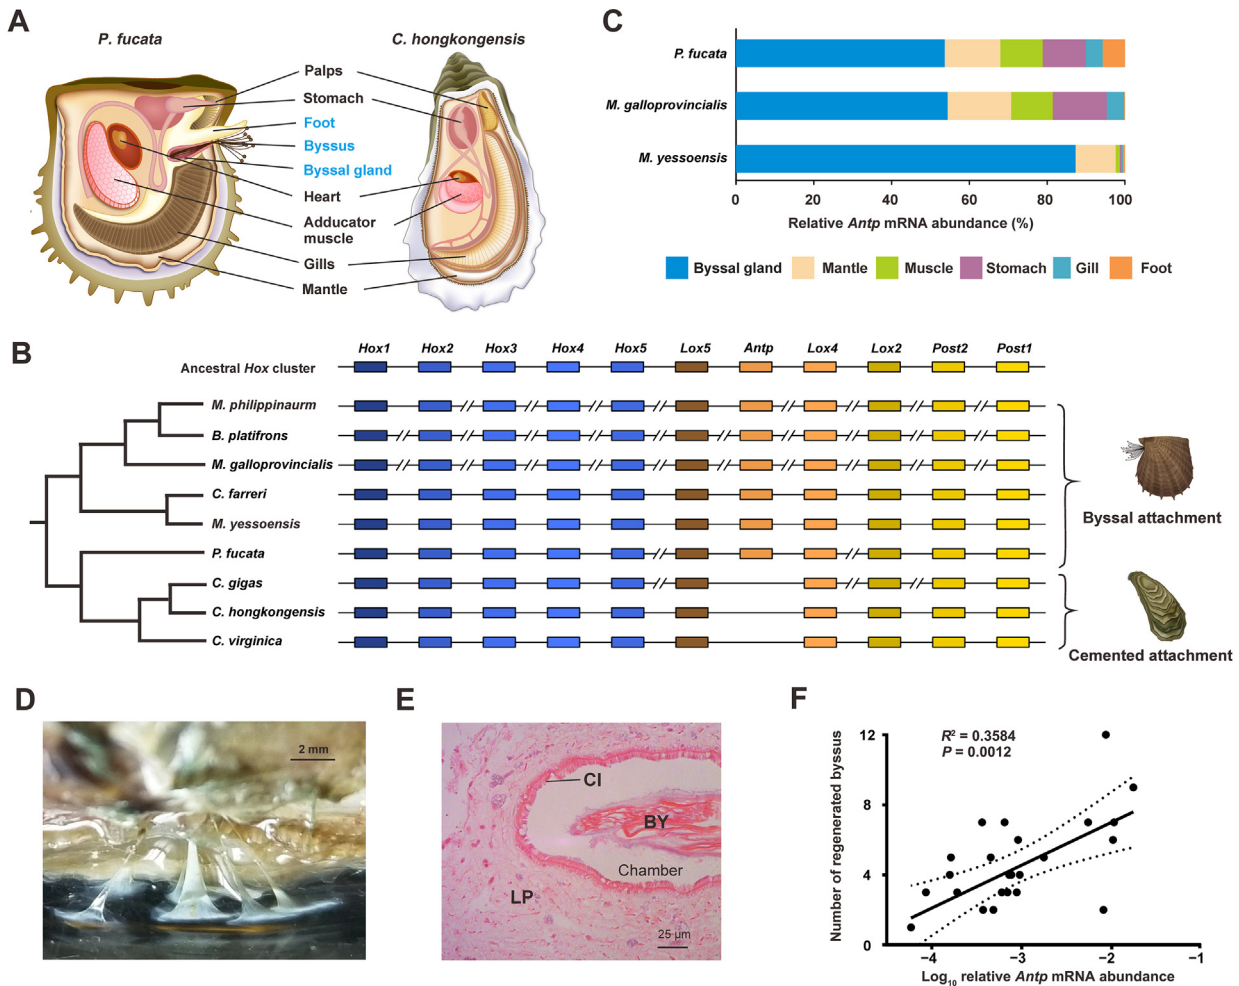 A
P. fucata
C. hongkongensis
Palps
Stomach
Foot
Byssus
Byssal gland
Heart
Adducator
muscle
Gills
Mantle
C
P. fucata
M. galloprovincialis
M. yessoensis
0 20 40 60 80 100
Relative Antp mRNA abundance (%)
Byssal gland Mantle Muscle Stomach Gill Foot
B
Hox1 Hox2 Hox3 Hox4 Hox5 Lox5 Antp Lox4 Lox2 Post2 Post1
Ancestral Hox cluster
M. philippinaurm
B. platifrons
M. galloprovincialis
C. farreri
M. yessoensis
P. fucata
C. gigas
C. hongkongensis
C. virginica
Byssal attachment
Cemented attachment
D
2 mm
E
CI
BY
Chamber
LP
25 μm
F
R² = 0.3584
P = 0.0012
Number of regenerated byssus
12
8
4
0
−4 −3 −2 −1
Log₁₀ relative Antp mRNA abundance